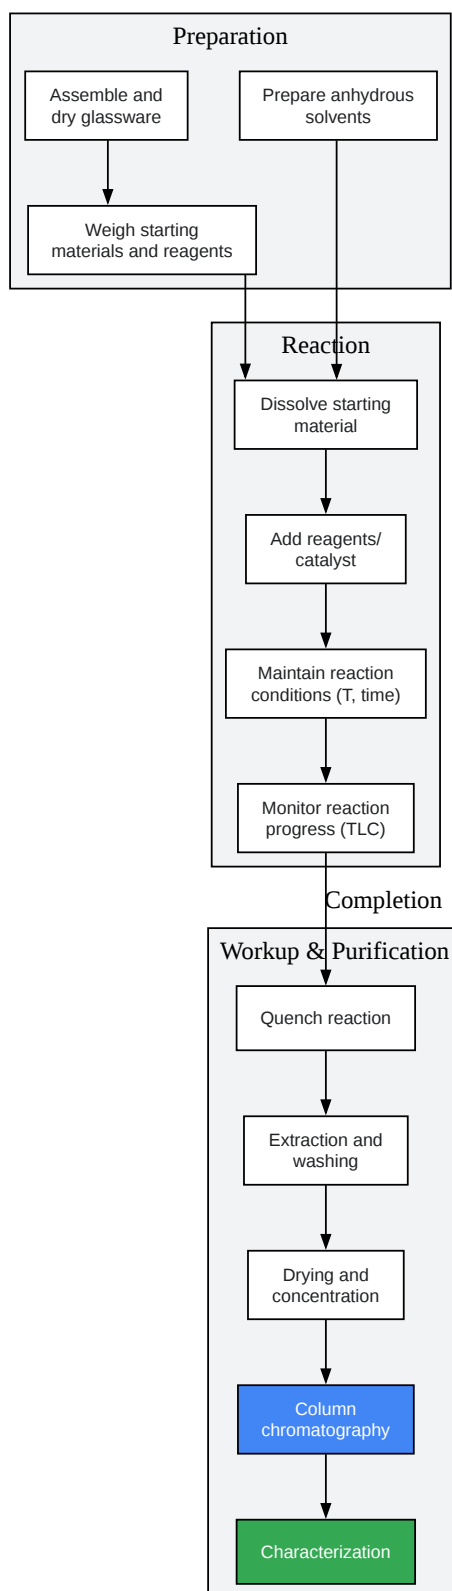 Preparation
Assemble and
dry glassware
Prepare anhydrous
solvents
Weigh starting
materials and reagents
Reaction
Dissolve starting
material
Add reagents/
catalyst
Maintain reaction
conditions (T, time)
Monitor reaction
progress (TLC)
Completion
Workup & Purification
Quench reaction
Extraction and
washing
Drying and
concentration
Column
chromatography
Characterization